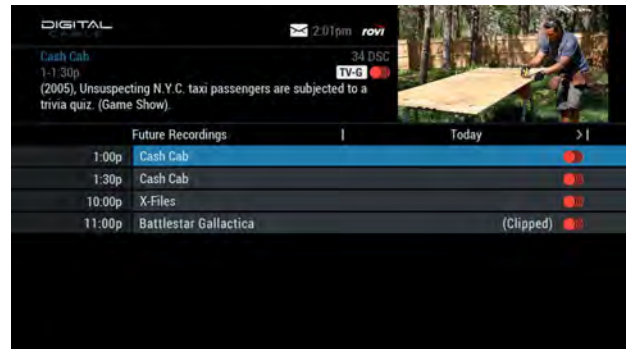 DIGITAL
CABLE
2:01pm rovi
Cash Cab 34 DSC
1-1:30p TV-G
(2005), Unsuspecting N.Y.C. taxi passengers are subjected to a
trivia quiz. (Game Show).
Future Recordings | Today >|
1:00p Cash Cab
1:30p Cash Cab
10:00p X-Files
11:00p Battlestar Gallactica (Clipped)